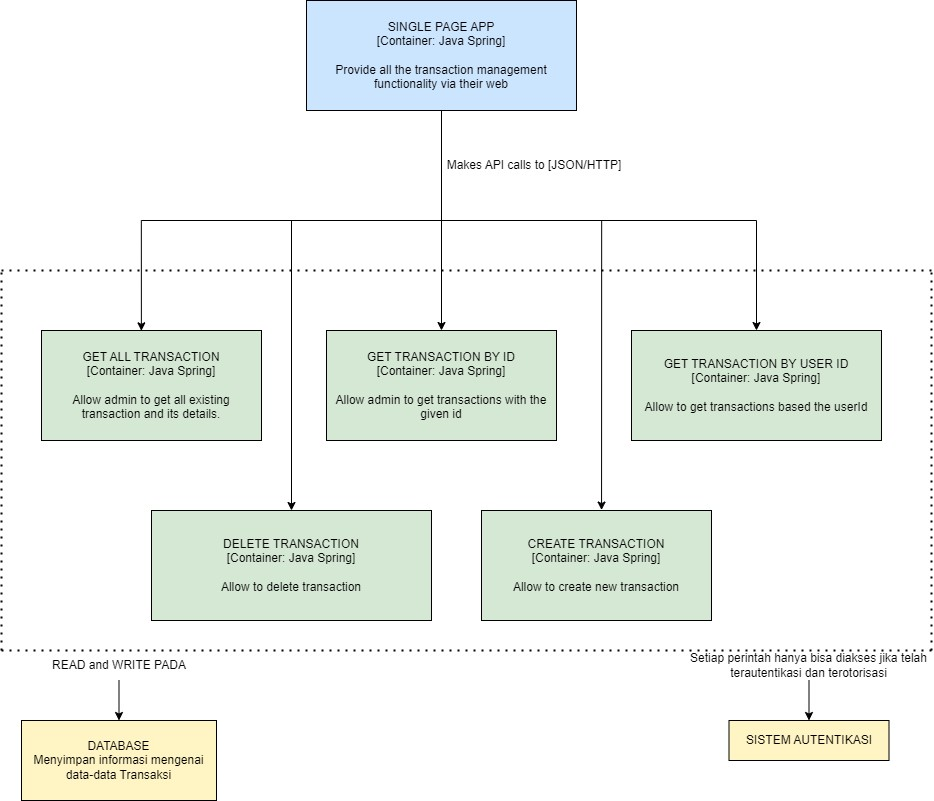 SINGLE PAGE APP
[Container: Java Spring]
Provide all the transaction management
functionality via their web
Makes API calls to [JSON/HTTP]
GET ALL TRANSACTION
[Container: Java Spring]
Allow admin to get all existing
transaction and its details.
GET TRANSACTION BY ID
[Container: Java Spring]
Allow admin to get transactions with the
given id
GET TRANSACTION BY USER ID
[Container: Java Spring]
Allow to get transactions based the userId
DELETE TRANSACTION
[Container: Java Spring]
Allow to delete transaction
CREATE TRANSACTION
[Container: Java Spring]
Allow to create new transaction
READ and WRITE PADA
Setiap perintah hanya bisa diakses jika telah
terautentikasi dan terotorisasi
DATABASE
Menyimpan informasi mengenai
data-data Transaksi
SISTEM AUTENTIKASI